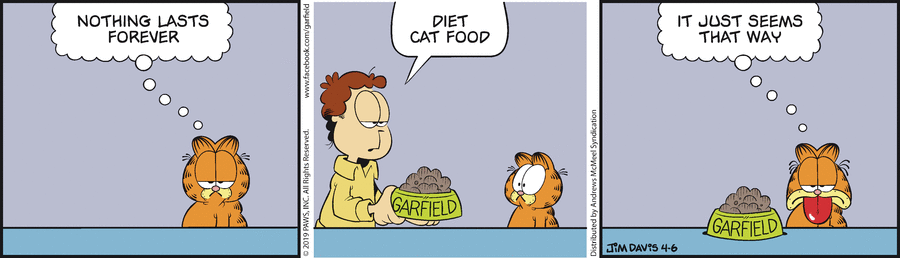 NOTHING LASTS
FOREVER
www.facebook.com/garfield
© 2019 PAWS, INC. All Rights Reserved.
DIET
CAT FOOD
GARFIELD
Distributed by Andrews McMeel Syndication
IT JUST SEEMS
THAT WAY
GARFIELD
JIM DAVIS 4-6